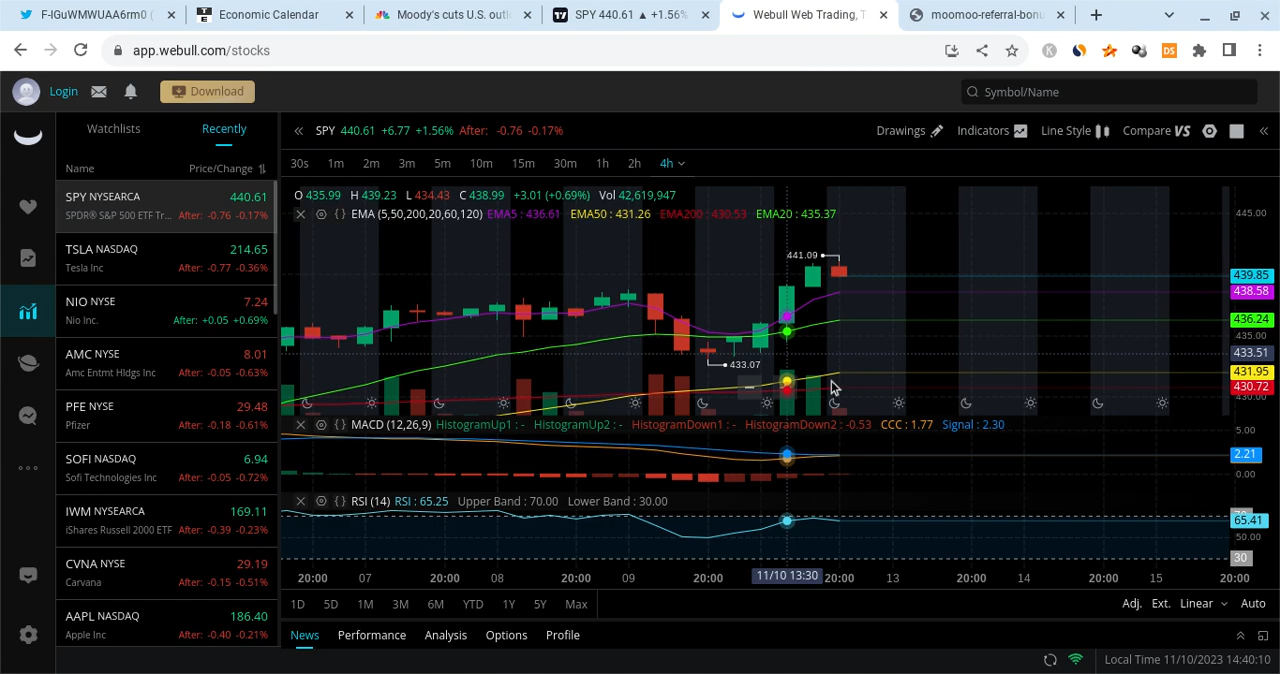 F-IGuWMWUAA6rm0 (
Economic Calendar
Moody's cuts U.S. outl
SPY 440.61 ▲ +1.56%
Webull Web Trading, T
moomoo-referral-bonu
app.webull.com/stocks
Login
Download
Symbol/Name
Watchlists
Recently
Name
Price/Change
SPY NYSEARCA 440.61
SPDR® S&P 500 ETF Tr... After: -0.76 -0.17%
TSLA NASDAQ 214.65
Tesla Inc After: -0.77 -0.36%
NIO NYSE 7.24
Nio Inc. After: +0.05 +0.69%
AMC NYSE 8.01
Amc Entmt Hldgs Inc After: -0.05 -0.63%
PFE NYSE 29.48
Pfizer After: -0.18 -0.61%
SOFI NASDAQ 6.94
Sofi Technologies Inc After: -0.05 -0.72%
IWM NYSEARCA 169.11
iShares Russell 2000 ETF After: -0.39 -0.23%
CVNA NYSE 29.19
Carvana After: -0.15 -0.51%
AAPL NASDAQ 186.40
Apple Inc After: -0.40 -0.21%
SPY 440.61 +6.77 +1.56% After: -0.76 -0.17%
Drawings Indicators Line Style Compare VS
30s 1m 2m 3m 5m 10m 15m 30m 1h 2h 4h
O 435.99 H 439.23 L 434.43 C 438.99 +3.01 (+0.69%) Vol 42,619,947
EMA (5,50,200,20,60,120) EMA5 : 436.61 EMA50 : 431.26 EMA200 : 430.53 EMA20 : 435.37
441.09
433.07
445.00
439.85
438.58
436.24
435.00
433.51
431.95
430.72
430.00
MACD (12,26,9) HistogramUp1 : - HistogramUp2 : - HistogramDown1 : - HistogramDown2 : -0.53 CCC : 1.77 Signal : 2.30
5.00
2.21
0.00
RSI (14) RSI : 65.25 Upper Band : 70.00 Lower Band : 30.00
70
65.41
50.00
30
20:00 07 20:00 08 20:00 09 20:00 11/10 13:30 20:00 13 20:00 14 20:00 15 20:00
1D 5D 1M 3M 6M YTD 1Y 5Y Max
Adj. Ext. Linear Auto
News Performance Analysis Options Profile
Local Time 11/10/2023 14:40:10